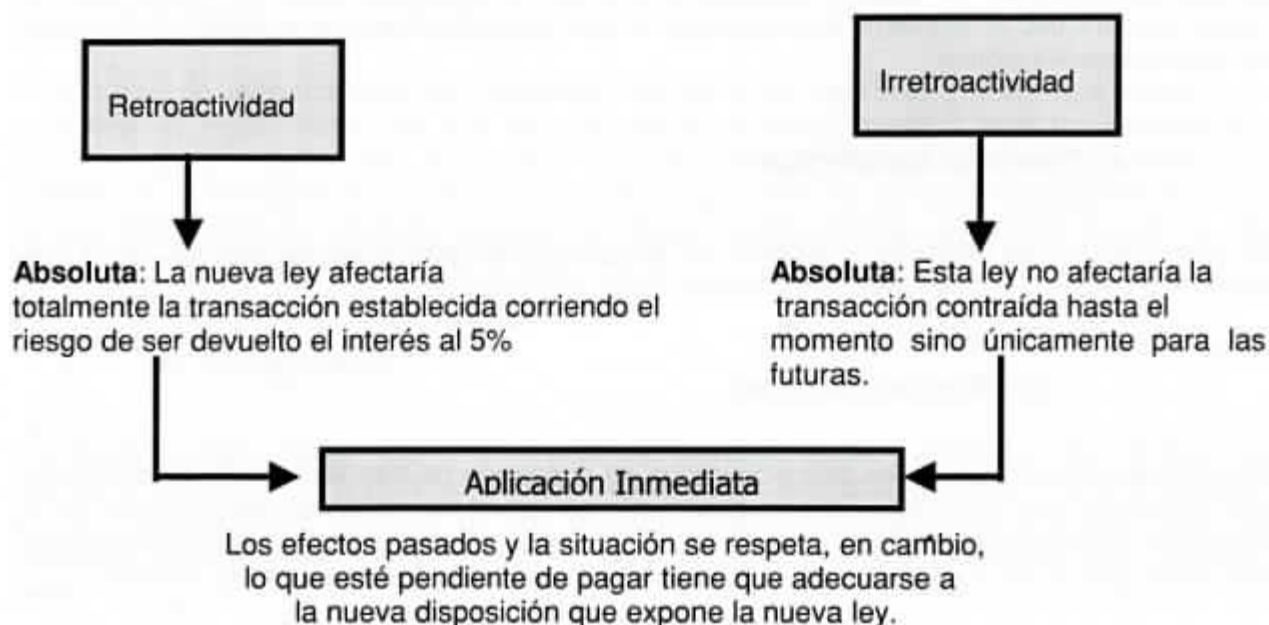 Retroactividad
Irretroactividad
Absoluta: La nueva ley afectaría
totalmente la transacción establecida corriendo el
riesgo de ser devuelto el interés al 5%
Absoluta: Esta ley no afectaría la
transacción contraída hasta el
momento sino únicamente para las
futuras.
Aplicación Inmediata
Los efectos pasados y la situación se respeta, en cambio,
lo que esté pendiente de pagar tiene que adecuarse a
la nueva disposición que expone la nueva ley.